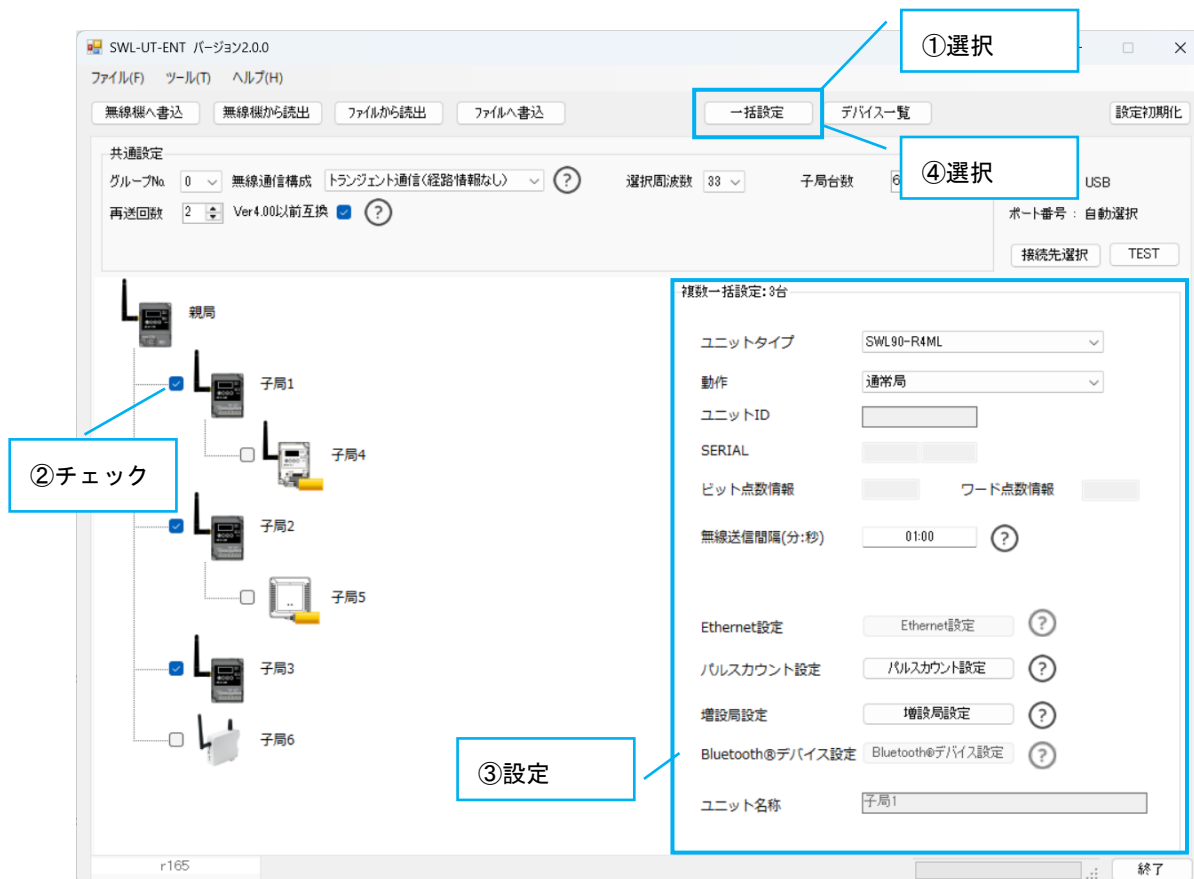 ①選択
SWL-UT-ENT バージョン2.0.0
ファイル(F) ツール(T) ヘルプ(H)
無線機へ書込 無線機から読出 ファイルから読出 ファイルへ書込 一括設定 デバイス一覧 設定初期化
④選択
共通設定
グループNo. 0 無線通信構成 トランジェント通信(経路情報なし) ? 選択周波数 33 子局台数 6 USB
再送回数 2 Ver4.00以前互換 ? ポート番号 : 自動選択
接続先選択 TEST
親局
子局1
子局4
②チェック
子局2
子局5
子局3
子局6
③設定
複数一括設定:3台
ユニットタイプ SWL90-R4ML
動作 通常局
ユニットID
SERIAL
ビット点数情報 ワード点数情報
無線送信間隔(分:秒) 01:00 ?
Ethernet設定 Ethernet設定 ?
パルスカウント設定 パルスカウント設定 ?
増設局設定 増設局設定 ?
Bluetooth®デバイス設定 Bluetooth®デバイス設定 ?
ユニット名称 子局1
r165 終了